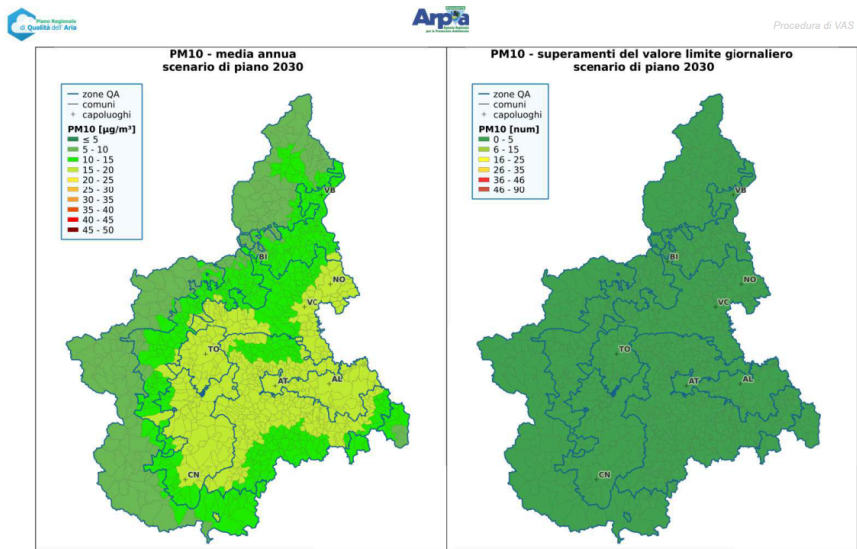 Piano Regionale
di Qualità dell'Aria
Arpa
Procedura di VAS
PM10 - media annua
scenario di piano 2030
zone QA
comuni
capoluoghi
PM10 [µg/m³]
≤ 5
5 - 10
10 - 15
15 - 20
20 - 25
25 - 30
30 - 35
35 - 40
40 - 45
45 - 50
VB
BI
NO
VC
TO
AT
AL
CN
PM10 - superamenti del valore limite giornaliero
scenario di piano 2030
zone QA
comuni
capoluoghi
PM10 [num]
0 - 5
6 - 15
16 - 25
26 - 35
36 - 46
46 - 90
VB
BI
NO
VC
TO
AT
AL
CN